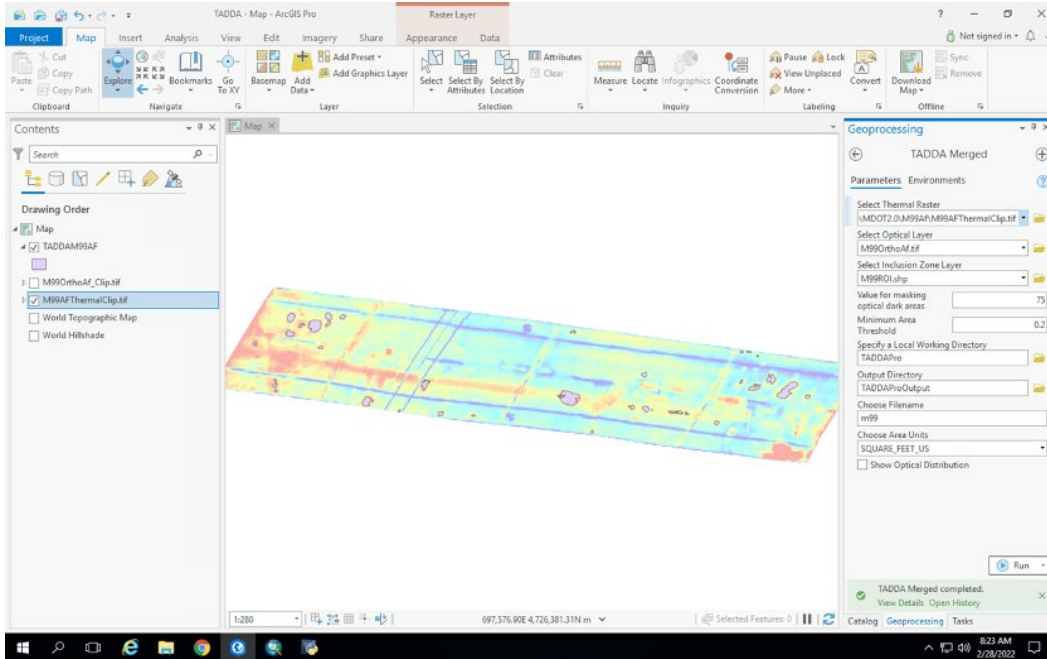 TADDA - Map - ArcGIS Pro
Raster Layer
? 
Project Map Insert Analysis View Edit Imagery Share Appearance Data
Not signed in
Paste
Cut
Copy
Copy Path
Clipboard
Explore
Bookmarks
Go To XY
Navigate
Basemap
Add Data
Add Preset
Add Graphics Layer
Layer
Select
Select By Attributes
Select By Location
Attributes
Clear
Selection
Measure
Locate
Infographics
Coordinate Conversion
Inquiry
Pause
Lock
View Unplaced
More
Labeling
Convert
Download Map
Sync
Remove
Offline
Contents
Search
Drawing Order
Map
TADDAM99AF
M99OrthoAf_Clip.tif
M99AFThermalClip.tif
World Topographic Map
World Hillshade
Map
1:280
697,576.90E 4,726,381.31N m
Selected Features: 0
Geoprocessing
TADDA Merged
Parameters Environments
Select Thermal Raster
\MDOT2.0\M99Af\M99AFThermalClip.tif
Select Optical Layer
M99OrthoAf.tif
Select Inclusion Zone Layer
M99ROI.shp
Value for masking optical dark areas
75
Minimum Area Threshold
0.2
Specify a Local Working Directory
TADDAPro
Output Directory
TADDAProOutput
Choose Filename
m99
Choose Area Units
SQUARE_FEET_US
Show Optical Distribution
Run
TADDA Merged completed.
View Details Open History
Catalog Geoprocessing Tasks
8:23 AM
2/28/2022